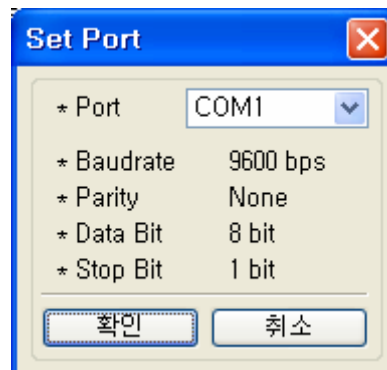 Set Port
* Port COM1
* Baudrate 9600 bps
* Parity None
* Data Bit 8 bit
* Stop Bit 1 bit
확인 취소